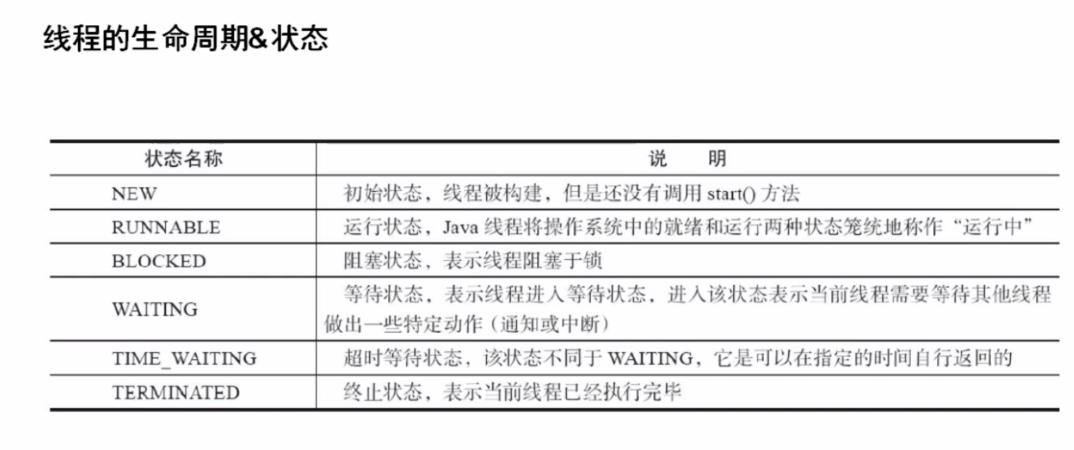 线程的生命周期&状态
状态名称 说 明
NEW 初始状态，线程被构建，但是还没有调用 start() 方法
RUNNABLE 运行状态，Java 线程将操作系统中的就绪和运行两种状态笼统地称作“运行中”
BLOCKED 阻塞状态，表示线程阻塞于锁
WAITING 等待状态，表示线程进入等待状态，进入该状态表示当前线程需要等待其他线程
做出一些特定动作（通知或中断）
TIME_WAITING 超时等待状态，该状态不同于 WAITING，它是可以在指定的时间自行返回的
TERMINATED 终止状态，表示当前线程已经执行完毕